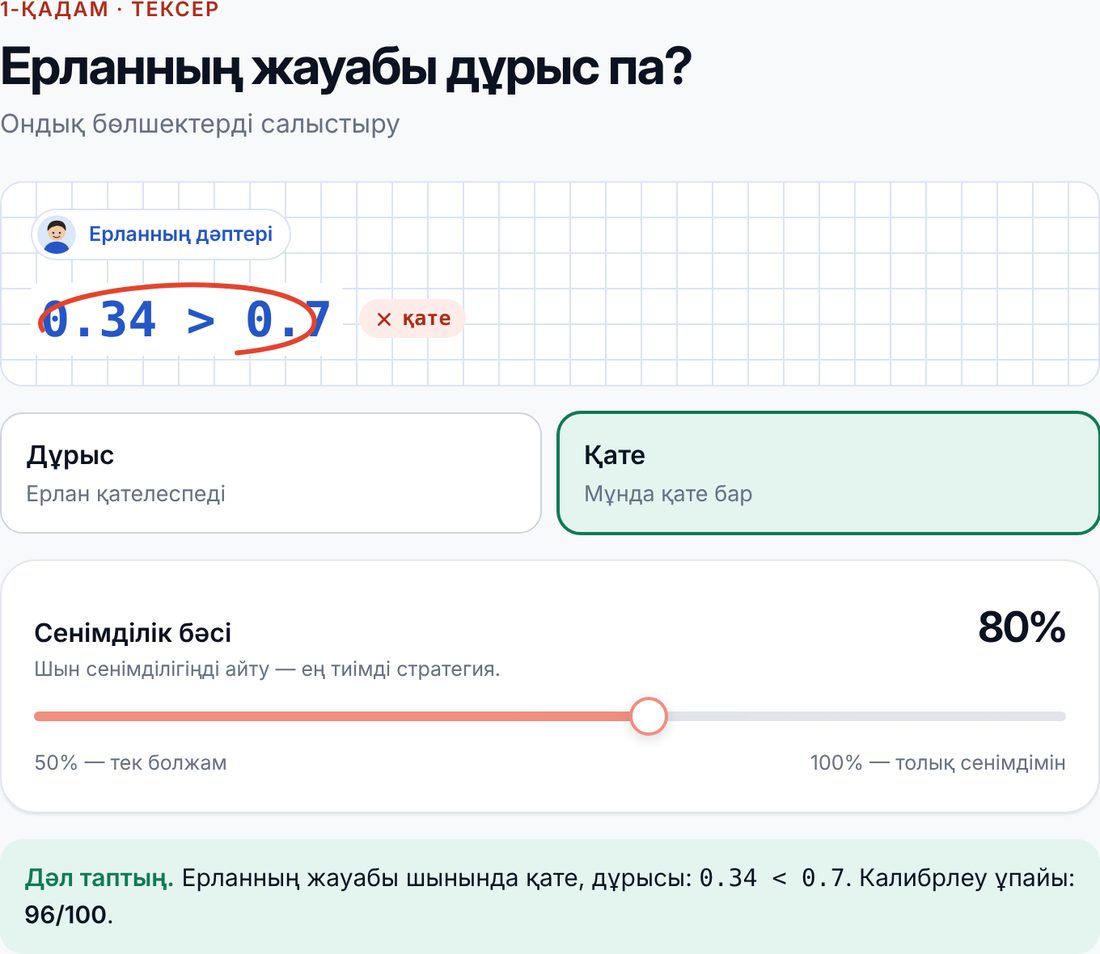 1-ҚАДАМ · ТЕКСЕР
Ерланның жауабы дұрыс па?
Ондық бөлшектерді салыстыру
Ерланның дәптері
0.34 > 0.7
× қате
Дұрыс
Ерлан қателеспеді
Қате
Мұнда қате бар
Сенімділік бәсі
80%
Шын сенімділігіңді айту — ең тиімді стратегия.
50% — тек болжам
100% — толық сенімдімін
Дәл таптың. Ерланның жауабы шынында қате, дұрысы: 0.34 < 0.7. Калибрлеу ұпайы:
96/100.